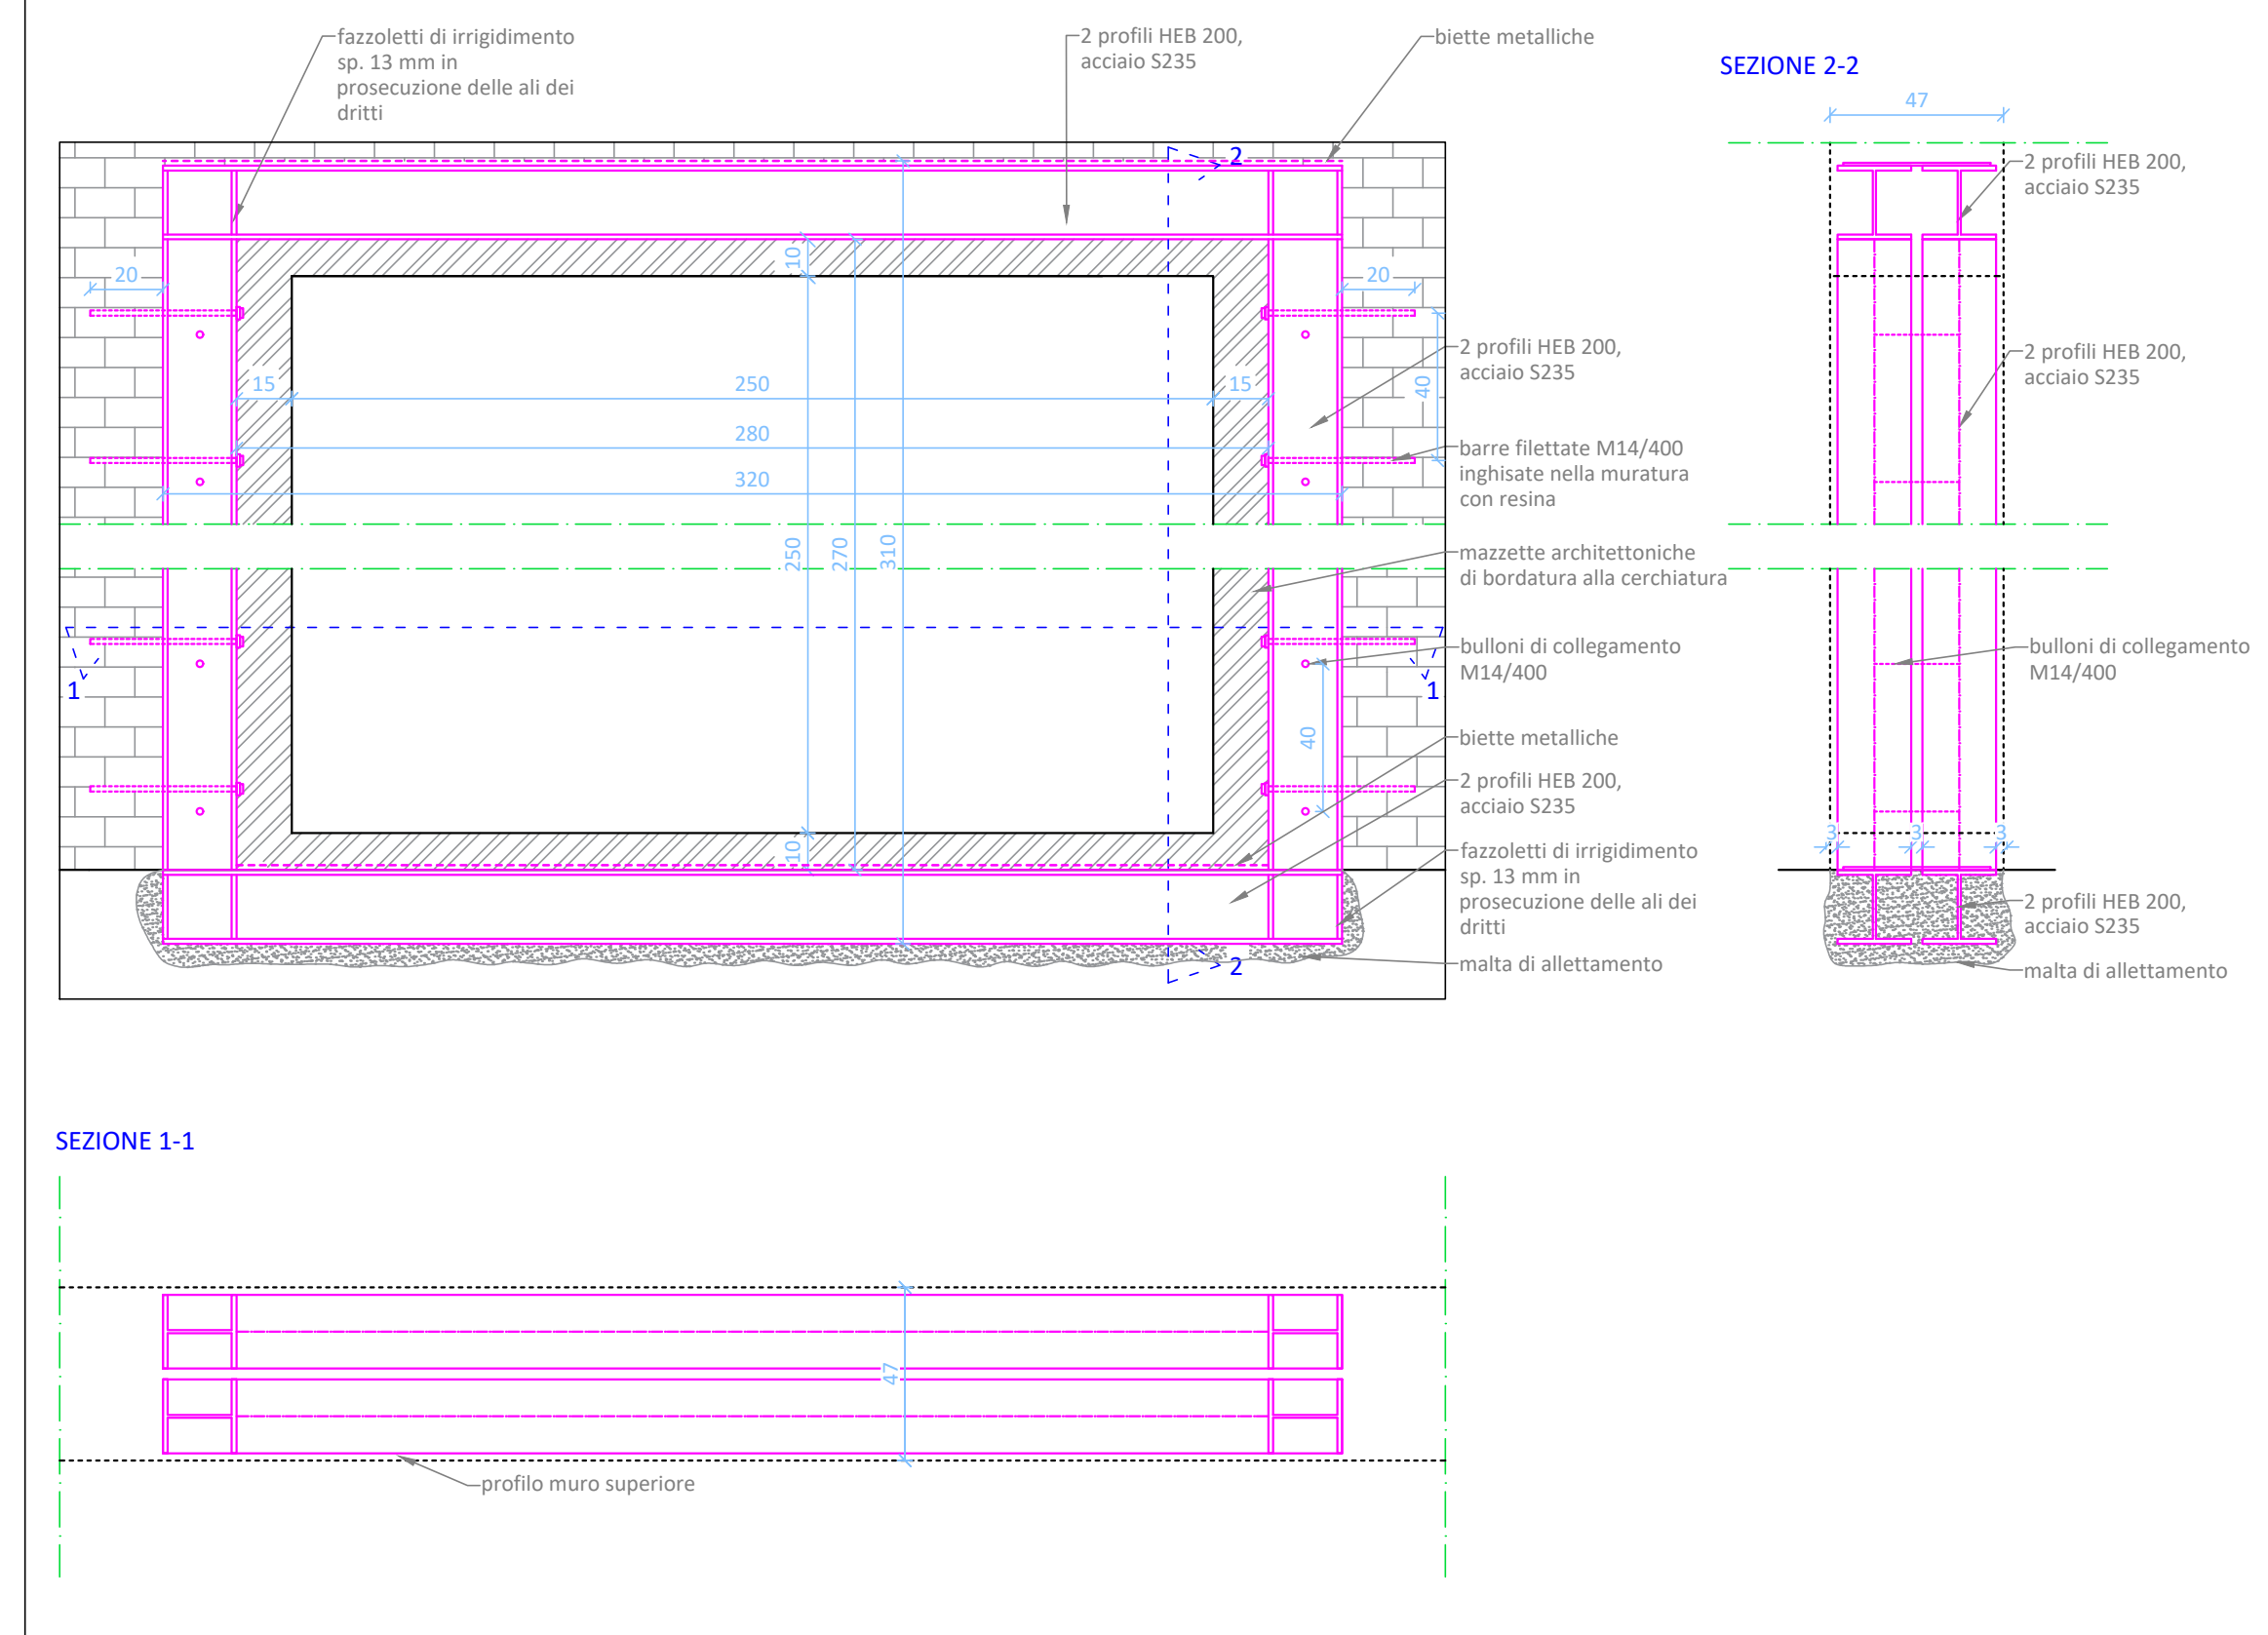 fazzoletti di irrigidimento
sp. 13 mm in
prosecuzione delle ali dei
dritti
2 profili HEB 200,
acciaio S235
biette metalliche
SEZIONE 2-2
47
2
2 profili HEB 200,
acciaio S235
10
20
20
2 profili HEB 200,
acciaio S235
2 profili HEB 200,
acciaio S235
15
250
15
40
280
barre filettate M14/400
inghisate nella muratura
con resina
320
250
270
310
mazzette architettoniche
di bordatura alla cerchiatura
bulloni di collegamento
M14/400
bulloni di collegamento
M14/400
1
1
40
biette metalliche
2 profili HEB 200,
acciaio S235
10
3
3
3
fazzoletti di irrigidimento
sp. 13 mm in
prosecuzione delle ali dei
dritti
2 profili HEB 200,
acciaio S235
2
malta di allettamento
malta di allettamento
SEZIONE 1-1
47
profilo muro superiore